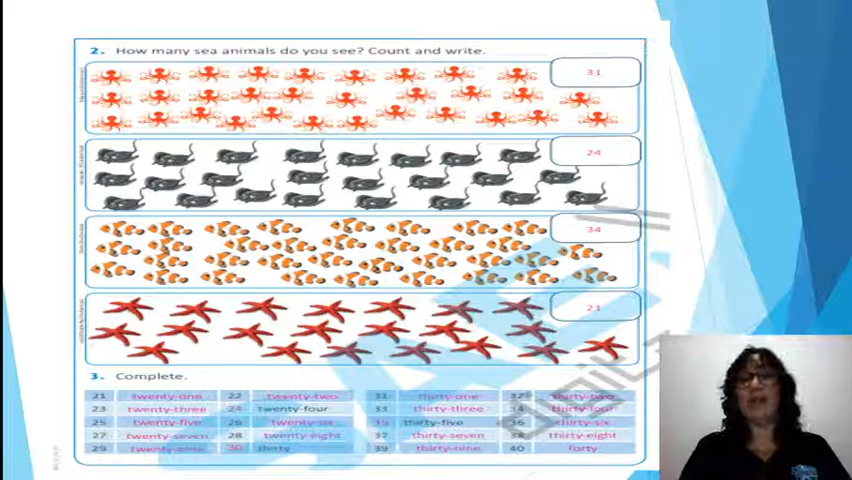 2. How many sea animals do you see? Count and write.
31
24
34
21
3. Complete.
21 twenty-one 22 twenty-two 31 thirty-one 32 thirty-two
23 twenty-three 24 twenty-four 33 thirty-three 34 thirty-four
25 twenty-five 26 twenty-six 35 thirty-five 36 thirty-six
27 twenty-seven 28 twenty-eight 37 thirty-seven 38 thirty-eight
29 twenty-nine 30 thirty 39 thirty-nine 40 forty